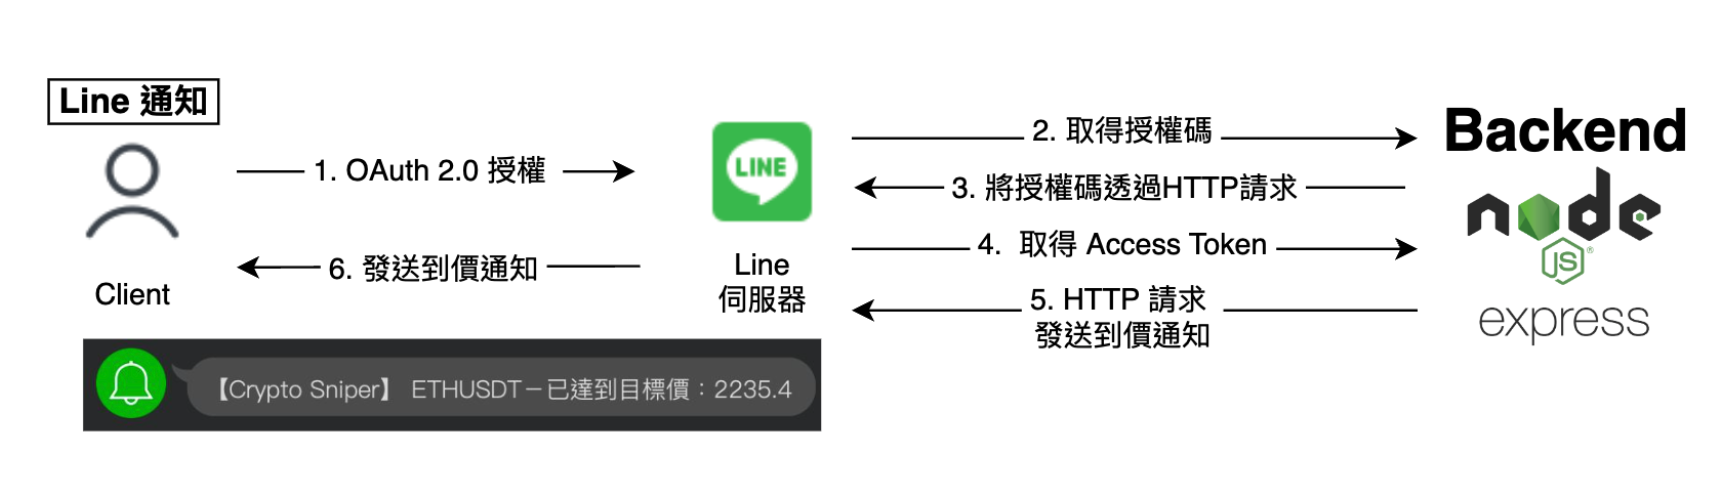 Line 通知
Client
1. OAuth 2.0 授權
6. 發送到價通知
LINE
Line
伺服器
2. 取得授權碼
3. 將授權碼透過HTTP請求
4. 取得 Access Token
5. HTTP 請求
發送到價通知
Backend
node
JS
®
express
【Crypto Sniper】 ETHUSDT－已達到目標價：2235.4